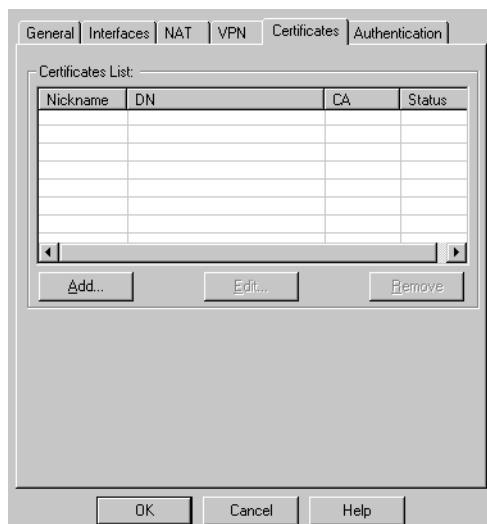 General Interfaces NAT VPN Certificates Authentication
Certificates List:
Nickname DN CA Status
Add... Edit... Remove
OK Cancel Help